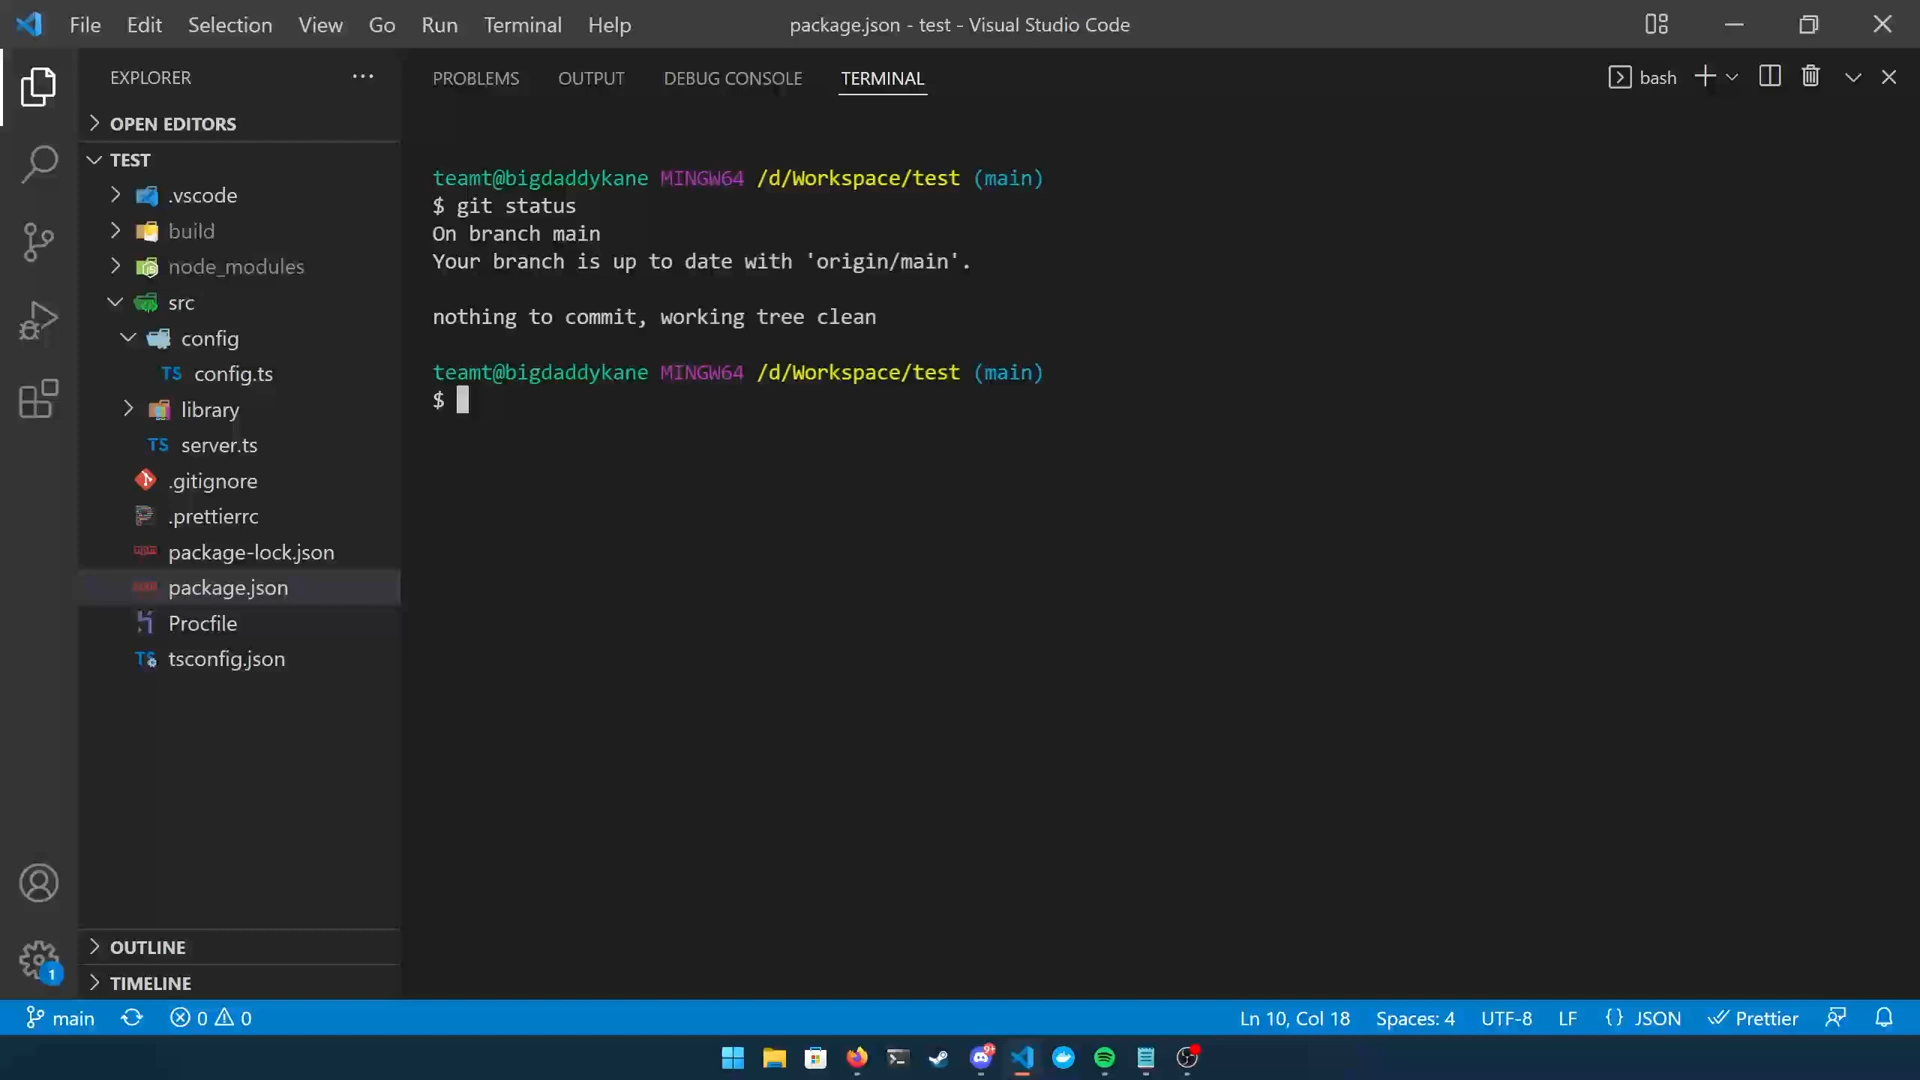 File Edit Selection View Go Run Terminal Help
package.json - test - Visual Studio Code
EXPLORER
PROBLEMS OUTPUT DEBUG CONSOLE TERMINAL
bash
OPEN EDITORS
TEST
.vscode
build
node_modules
src
config
TS config.ts
library
TS server.ts
.gitignore
.prettierrc
package-lock.json
package.json
Procfile
TS tsconfig.json
OUTLINE
TIMELINE
teamt@bigdaddykane MINGW64 /d/Workspace/test (main)
$ git status
On branch main
Your branch is up to date with 'origin/main'.
nothing to commit, working tree clean
teamt@bigdaddykane MINGW64 /d/Workspace/test (main)
$
1
main 0 0
Ln 10, Col 18 Spaces: 4 UTF-8 LF {} JSON Prettier
9+